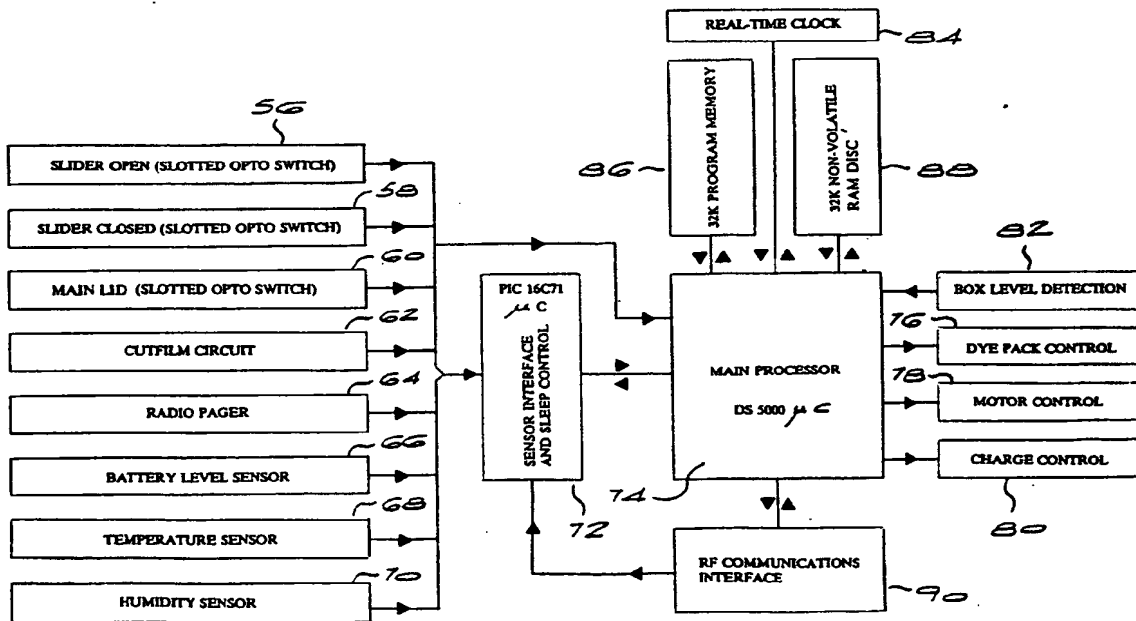 REAL-TIME CLOCK
84
56
SLIDER OPEN (SLOTTED OPTO SWITCH)
58
SLIDER CLOSED (SLOTTED OPTO SWITCH)
60
MAIN LID (SLOTTED OPTO SWITCH)
62
CUTFILM CIRCUIT
64
RADIO PAGER
66
BATTERY LEVEL SENSOR
68
TEMPERATURE SENSOR
70
HUMIDITY SENSOR
PIC 16C71
μ C
SENSOR INTERFACE
AND SLEEP CONTROL
72
86
32K PROGRAM MEMORY
32K NON-VOLATILE
RAM DISC
88
MAIN PROCESSOR
DS 5000 μ C
74
82
BOX LEVEL DETECTION
76
DYE PACK CONTROL
78
MOTOR CONTROL
CHARGE CONTROL
80
RF COMMUNICATIONS
INTERFACE
90